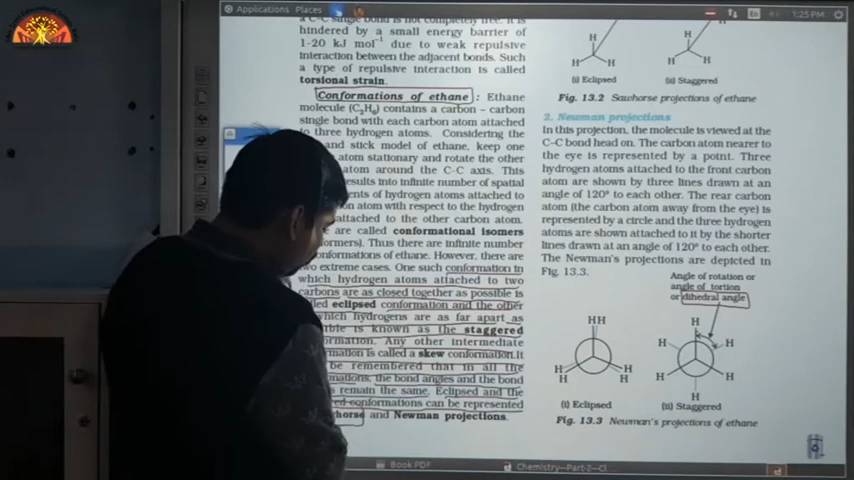 Applications Places
En
1:25 PM
a C–C single bond is not completely free. It is
hindered by a small energy barrier of
1-20 kJ mol⁻¹ due to weak repulsive
interaction between the adjacent bonds. Such
a type of repulsive interaction is called
torsional strain.
Conformations of ethane : Ethane
molecule (C₂H₆) contains a carbon – carbon
single bond with each carbon atom attached
to three hydrogen atoms. Considering the
and stick model of ethane, keep one
atom stationary and rotate the other
atom around the C-C axis. This
results into infinite number of spatial
ents of hydrogen atoms attached to
on atom with respect to the hydrogen
attached to the other carbon atom.
are called conformational isomers
formers). Thus there are infinite number
onformations of ethane. However, there are
wo extreme cases. One such conformation in
which hydrogen atoms attached to two
carbons are as closed together as possible is
lled eclipsed conformation and the other
which hydrogens are as far apart as
ible is known as the staggered
ormation. Any other intermediate
mation is called a skew conformation.It
be remembered that in all the
mations, the bond angles and the bond
s remain the same. Eclipsed and the
ed conformations can be represented
horse and Newman projections.
H
H H
(i) Eclipsed
H
H H
(ii) Staggered
Fig. 13.2 Sawhorse projections of ethane
2. Newman projections
In this projection, the molecule is viewed at the
C–C bond head on. The carbon atom nearer to
the eye is represented by a point. Three
hydrogen atoms attached to the front carbon
atom are shown by three lines drawn at an
angle of 120° to each other. The rear carbon
atom (the carbon atom away from the eye) is
represented by a circle and the three hydrogen
atoms are shown attached to it by the shorter
lines drawn at an angle of 120° to each other.
The Newman's projections are depicted in
Fig. 13.3.
Angle of rotation or
angle of tortion
or dihedral angle
HH
H H
H H
(i) Eclipsed
H
H H
H H
H
(ii) Staggered
Fig. 13.3 Newman's projections of ethane
Book PDF
Chemistry-Part-2-Cl...